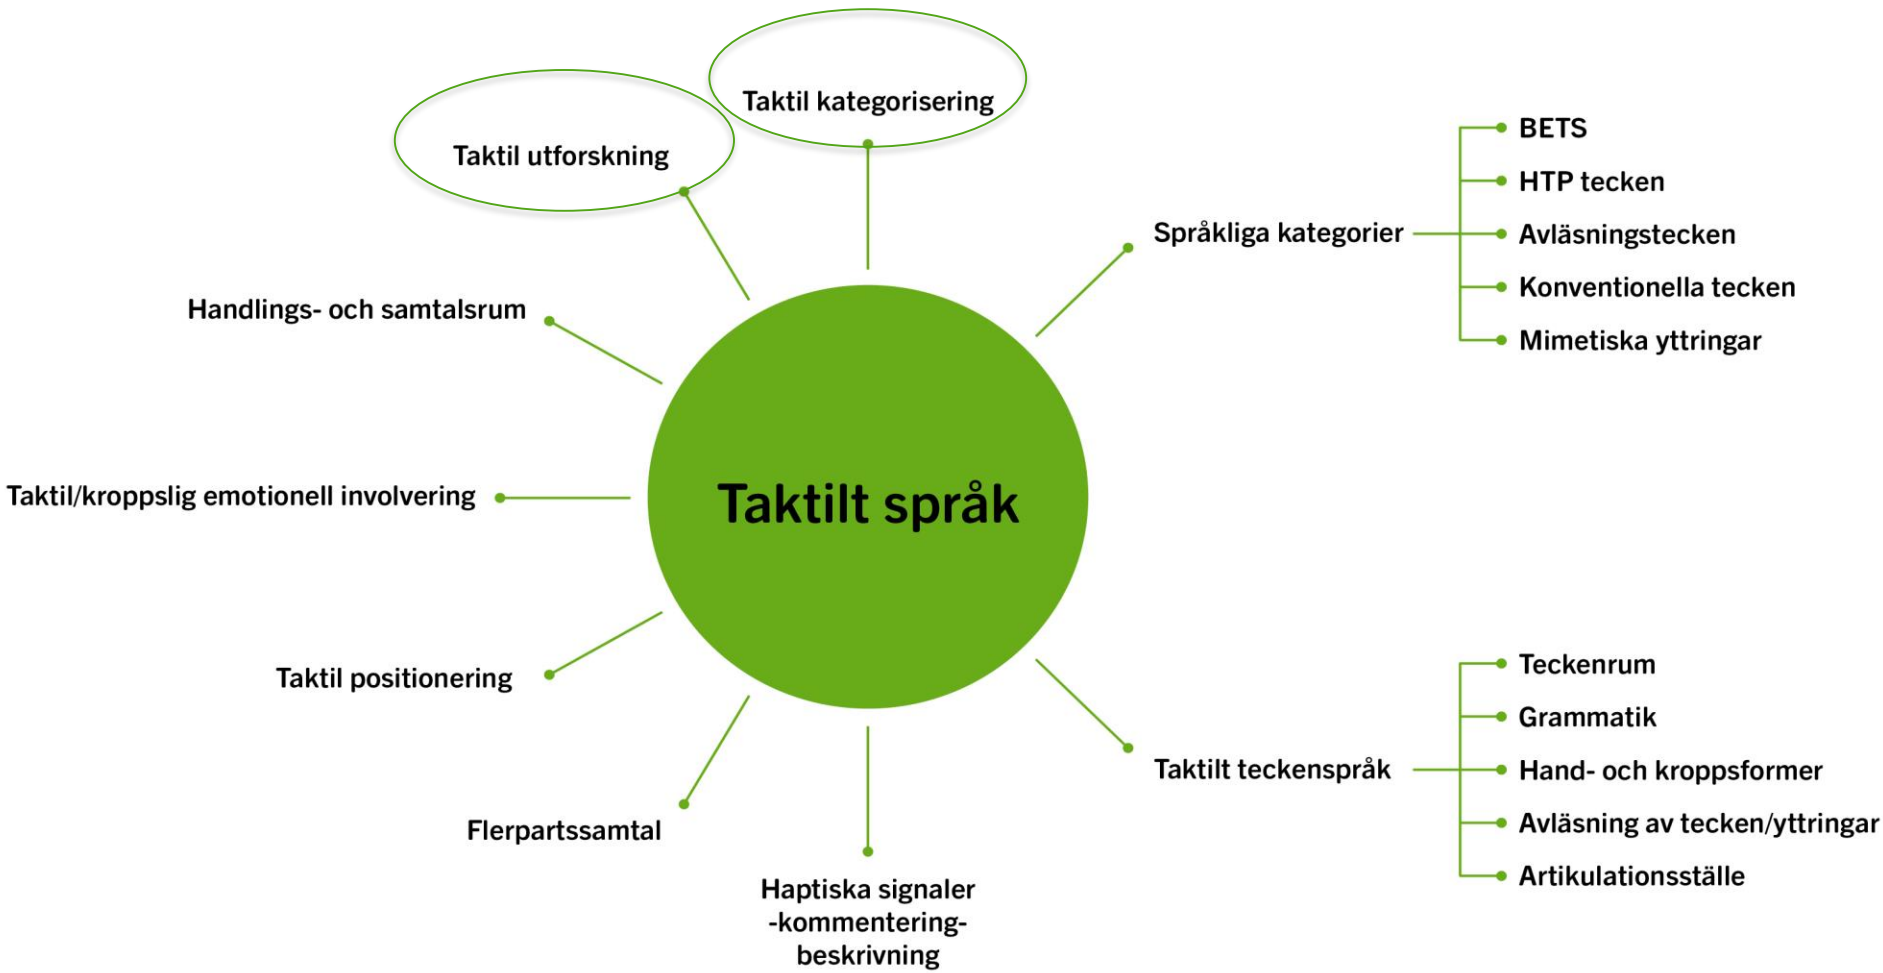 Taktil kategorisering
Taktil utforskning
Handlings- och samtalsrum
Taktil/kroppslig emotionell involvering
Taktil positionering
Flerpartssamtal
Haptiska signaler
-kommentering-
beskrivning
Taktilt språk
Språkliga kategorier
BETS
HTP tecken
Avläsningstecken
Konventionella tecken
Mimetiska yttringar
Taktilt teckenspråk
Teckenrum
Grammatik
Hand- och kroppsformer
Avläsning av tecken/yttringar
Artikulationsställe